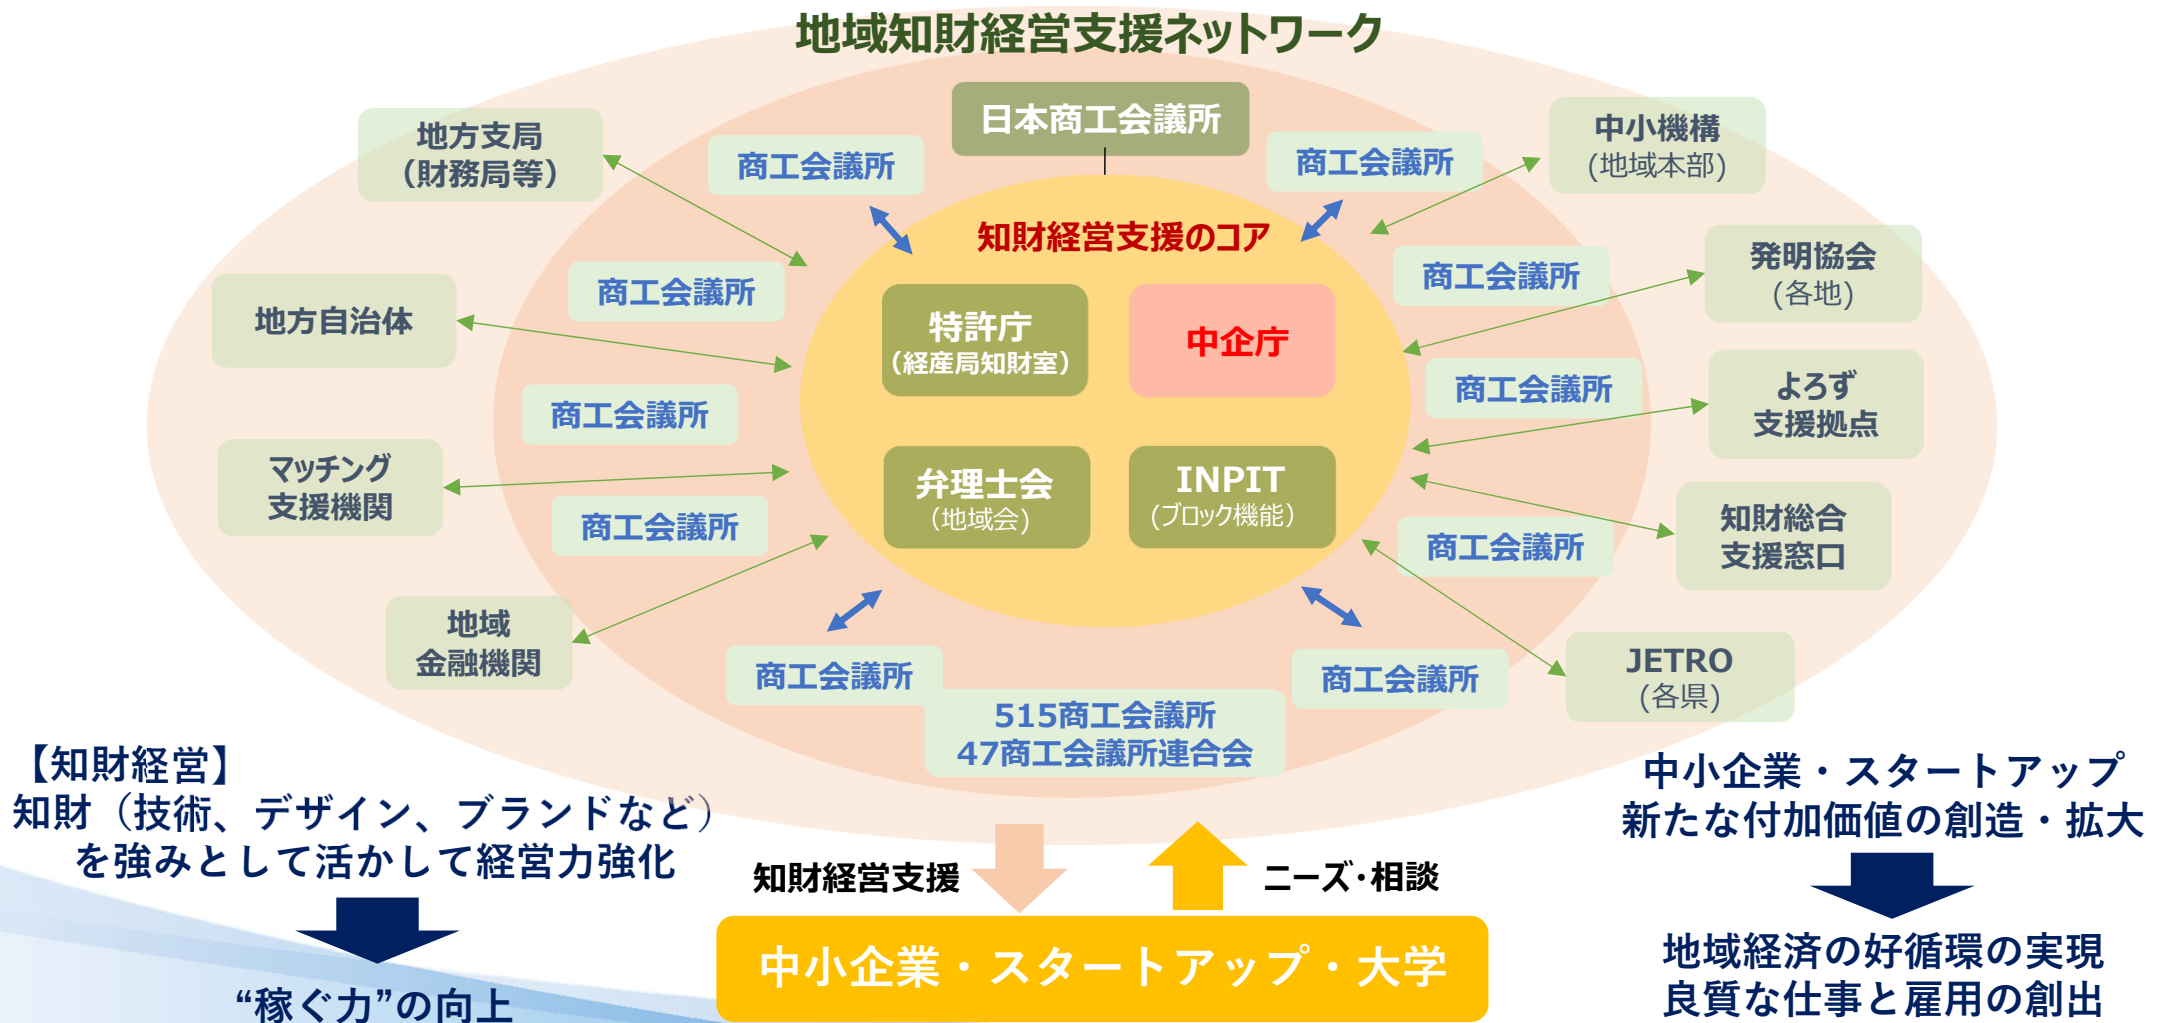 地域知財経営支援ネットワーク
日本商工会議所
地方支局
（財務局等）
商工会議所
商工会議所
中小機構
(地域本部)
知財経営支援のコア
商工会議所
商工会議所
発明協会
(各地)
地方自治体
特許庁
（経産局知財室）
中企庁
商工会議所
商工会議所
よろず
支援拠点
マッチング
支援機関
弁理士会
（地域会）
INPIT
(ブロック機能）
商工会議所
商工会議所
知財総合
支援窓口
地域
金融機関
商工会議所
商工会議所
JETRO
(各県)
515商工会議所
47商工会議所連合会
【知財経営】
知財（技術、デザイン、ブランドなど）
を強みとして活かして経営力強化
“稼ぐ力”の向上
知財経営支援
ニーズ・相談
中小企業・スタートアップ・大学
中小企業・スタートアップ
新たな付加価値の創造・拡大
地域経済の好循環の実現
良質な仕事と雇用の創出